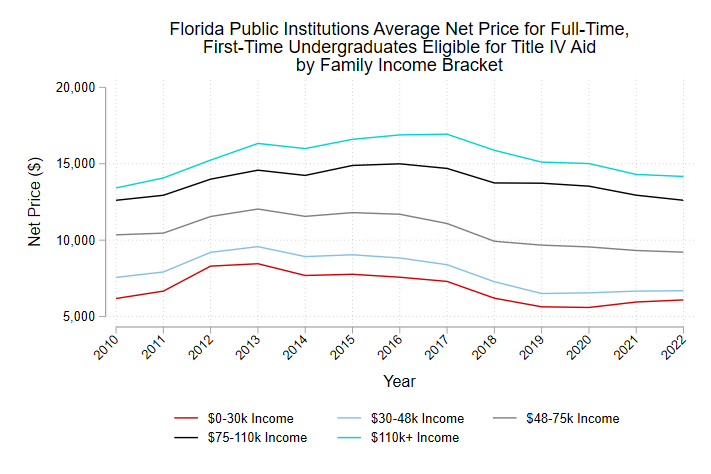 Florida Public Institutions Average Net Price for Full-Time,
First-Time Undergraduates Eligible for Title IV Aid
by Family Income Bracket
20,000
15,000
10,000
5,000
Net Price ($)
2010 2011 2012 2013 2014 2015 2016 2017 2018 2019 2020 2021 2022
Year
$0-30k Income $30-48k Income $48-75k Income
$75-110k Income $110k+ Income